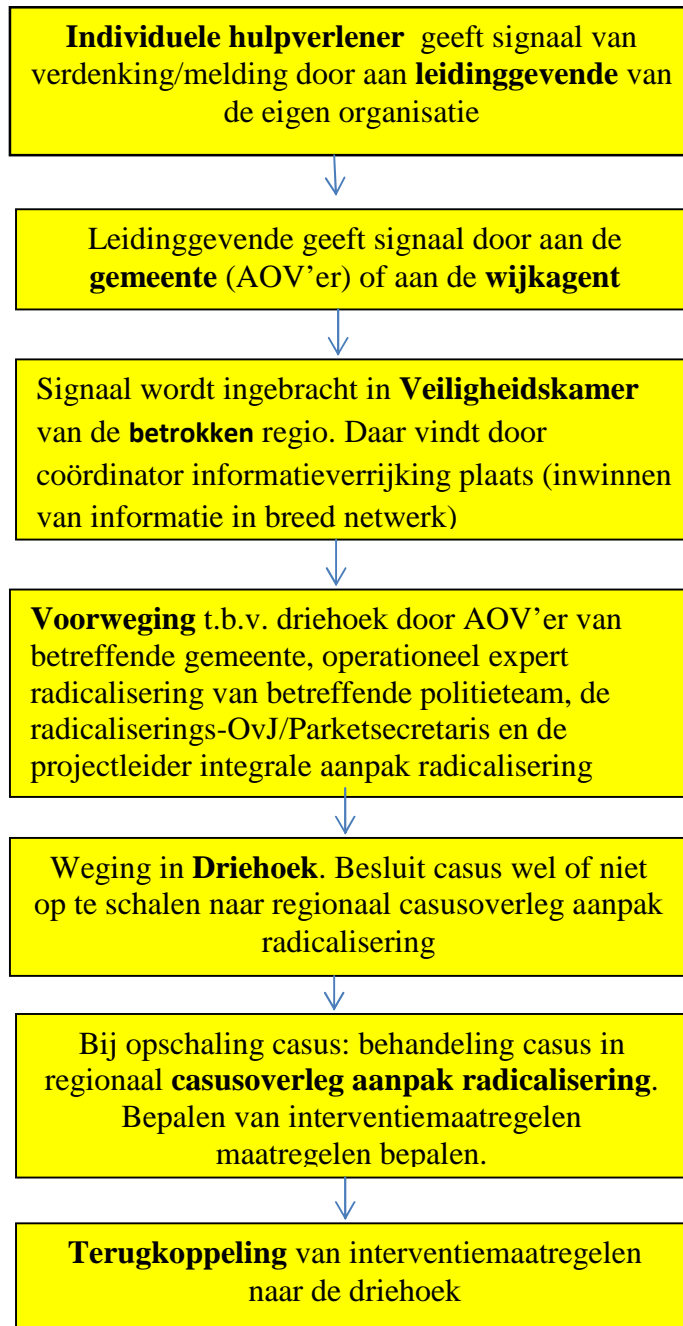 Individuele hulpverlener geeft signaal van
verdenking/melding door aan leidinggevende van
de eigen organisatie
Leidinggevende geeft signaal door aan de
gemeente (AOV’er) of aan de wijkagent
Signaal wordt ingebracht in Veiligheidskamer
van de betrokken regio. Daar vindt door
coördinator informatieverrijking plaats (inwinnen
van informatie in breed netwerk)
Voorweging t.b.v. driehoek door AOV’er van
betreffende gemeente, operationeel expert
radicalisering van betreffende politieteam, de
radicaliserings-OvJ/Parketsecretaris en de
projectleider integrale aanpak radicalisering
Weging in Driehoek. Besluit casus wel of niet
op te schalen naar regionaal casusoverleg aanpak
radicalisering
Bij opschaling casus: behandeling casus in
regionaal casusoverleg aanpak radicalisering.
Bepalen van interventiemaatregelen
maatregelen bepalen.
Terugkoppeling van interventiemaatregelen
naar de driehoek